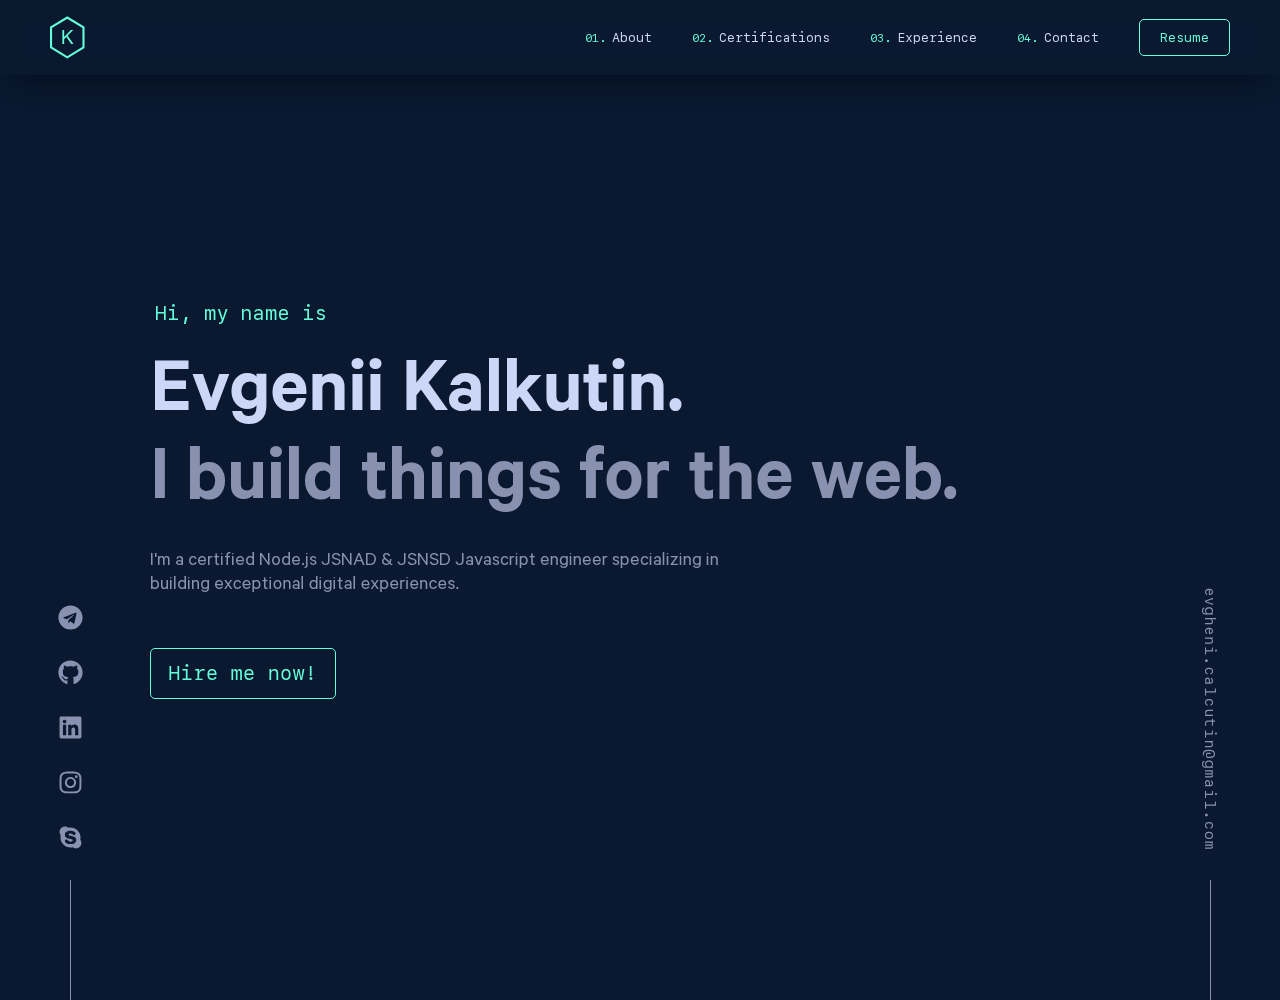 K
01. About
02. Certifications
03. Experience
04. Contact
Resume
Hi, my name is
Evgenii Kalkutin.
I build things for the web.
I'm a certified Node.js JSNAD & JSNSD Javascript engineer specializing in
building exceptional digital experiences.
Hire me now!
evgheni.calcutin@gmail.com